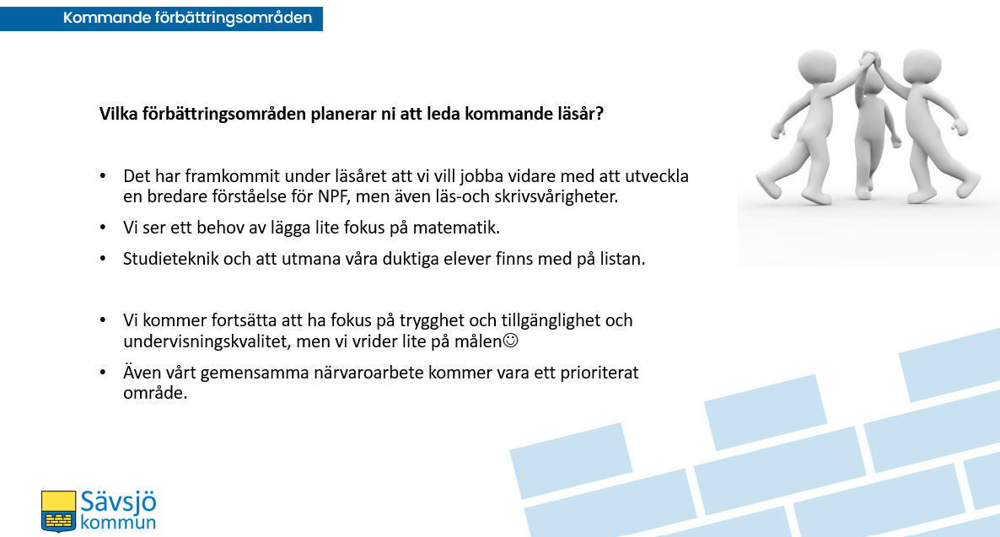 Kommande förbättringsområden
Vilka förbättringsområden planerar ni att leda kommande läsår?
• Det har framkommit under läsåret att vi vill jobba vidare med att utveckla
en bredare förståelse för NPF, men även läs-och skrivsvårigheter.
• Vi ser ett behov av lägga lite fokus på matematik.
• Studieteknik och att utmana våra duktiga elever finns med på listan.
• Vi kommer fortsätta att ha fokus på trygghet och tillgänglighet och
undervisningskvalitet, men vi vrider lite på målen☺
• Även vårt gemensamma närvaroarbete kommer vara ett prioriterat
område.
Sävsjö
kommun